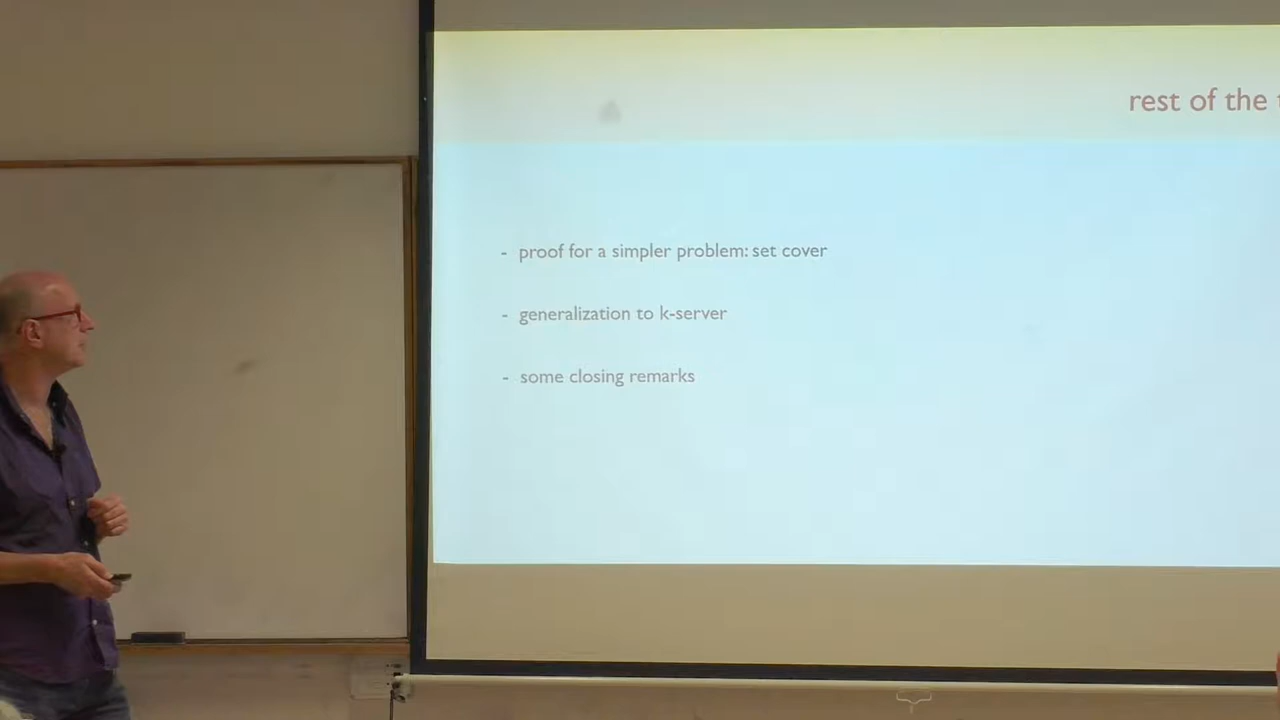 rest of the
- proof for a simpler problem: set cover
- generalization to k-server
- some closing remarks